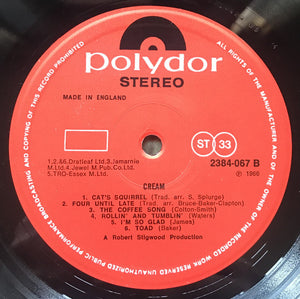 polydor
STEREO
MADE IN ENGLAND
1,2.&6.Dratleaf Ltd.3.Jamarnie
M.Ltd.4.Jewel M.Pub.Co.Ltd.
5.TRO-Essex M.Ltd.
ST 33
2384-067 B
℗ 1966
CREAM
1. CAT'S SQUIRREL (Trad. arr. S. Splurge)
2. FOUR UNTIL LATE (Trad. arr. Bruce-Baker-Clapton)
3. THE COFFEE SONG (Colton-Smith)
4. ROLLIN' AND TUMBLIN' (Waters)
5. I'M SO GLAD (James)
6. TOAD (Baker)
A Robert Stigwood Production
ALL RIGHTS OF THE MANUFACTURER AND OF THE OWNER OF THE RECORDED WORK RESERVED UNAUTHORISED PUBLIC PERFORMANCE BROADCASTING AND COPYING OF THIS RECORD PROHIBITED